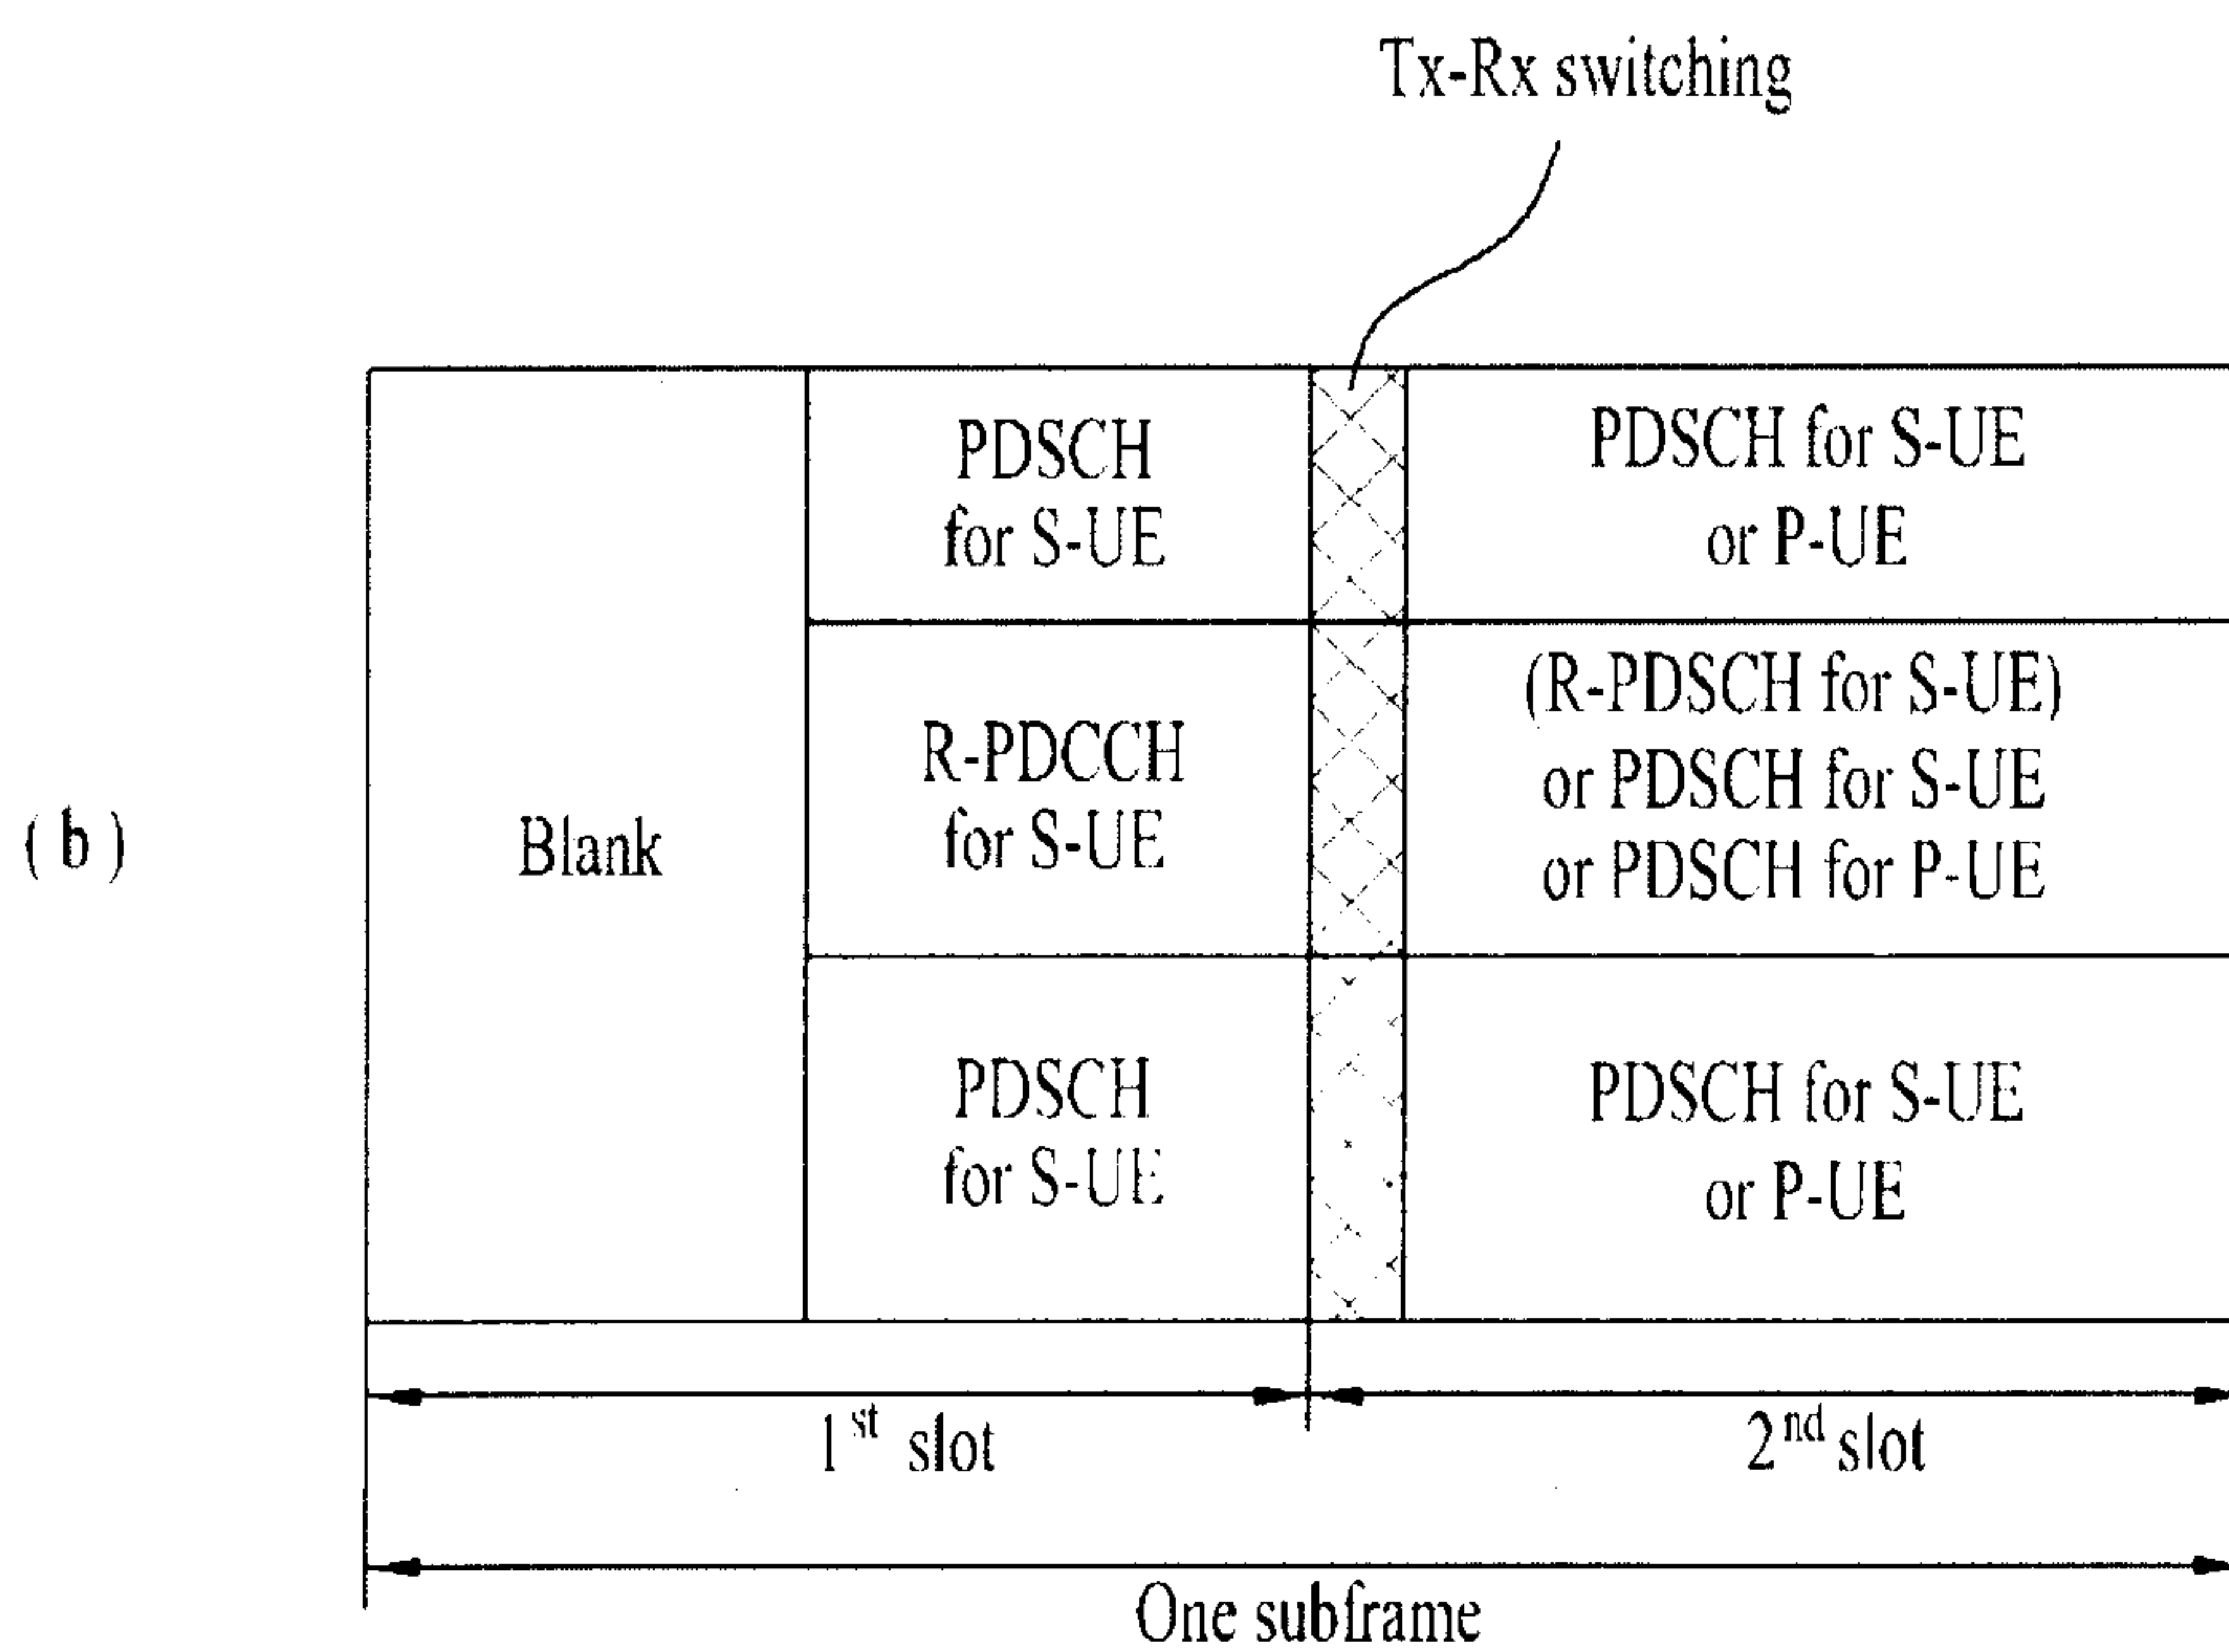 Tx-Rx switching
PDSCH
for S-UE
PDSCH for S-UE
or P-UE
(b)
Blank
R-PDCCH
for S-UE
(R-PDSCH for S-UE)
or PDSCH for S-UE
or PDSCH for P-UE
PDSCH
for S-UE
PDSCH for S-UE
or P-UE
1st slot
2nd slot
One subframe